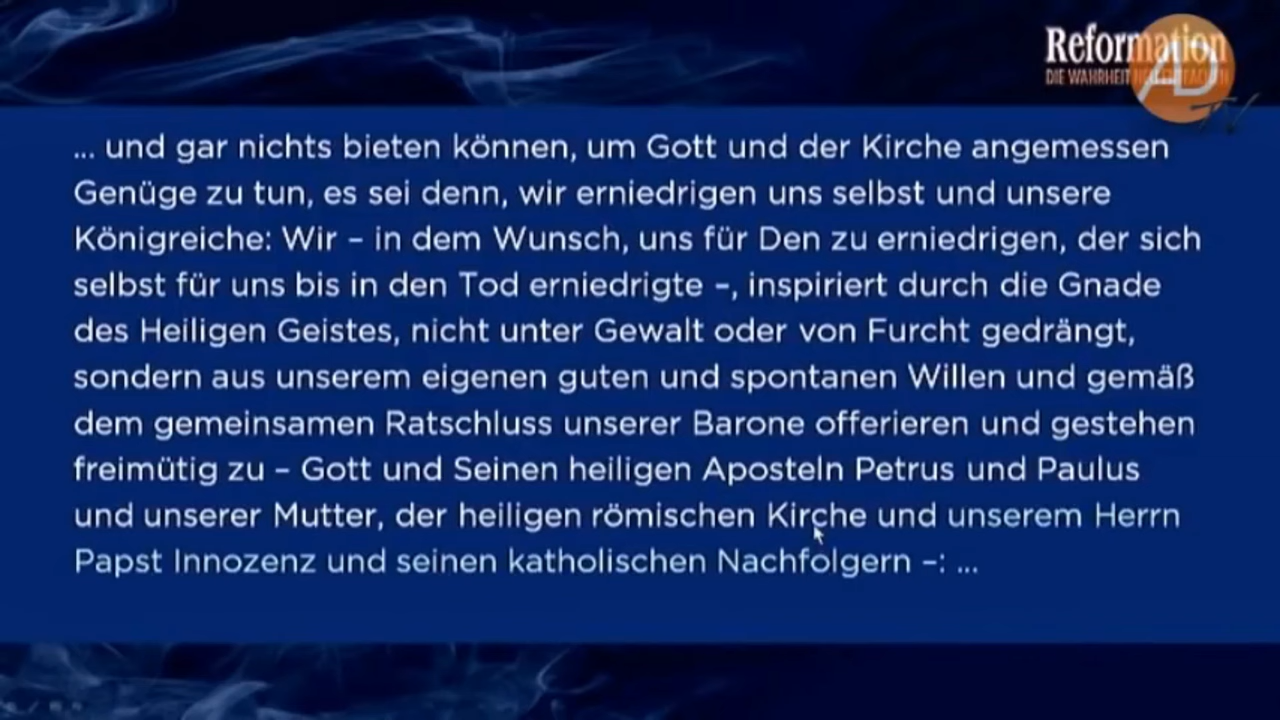 Reformation
DIE WAHRHEIT
AD
TV
... und gar nichts bieten können, um Gott und der Kirche angemessen
Genüge zu tun, es sei denn, wir erniedrigen uns selbst und unsere
Königreiche: Wir – in dem Wunsch, uns für Den zu erniedrigen, der sich
selbst für uns bis in den Tod erniedrigte –, inspiriert durch die Gnade
des Heiligen Geistes, nicht unter Gewalt oder von Furcht gedrängt,
sondern aus unserem eigenen guten und spontanen Willen und gemäß
dem gemeinsamen Ratschluss unserer Barone offerieren und gestehen
freimütig zu – Gott und Seinen heiligen Aposteln Petrus und Paulus
und unserer Mutter, der heiligen römischen Kirche und unserem Herrn
Papst Innozenz und seinen katholischen Nachfolgern –: ...